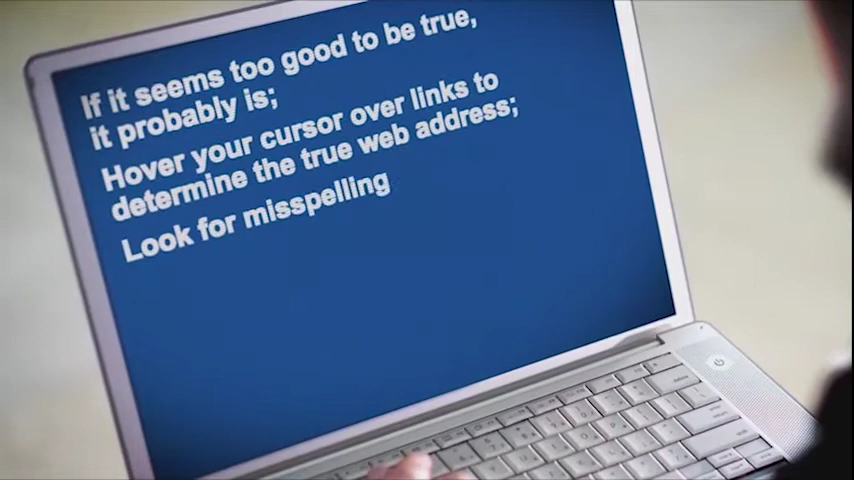 If it seems too good to be true,
it probably is;
Hover your cursor over links to
determine the true web address;
Look for misspelling